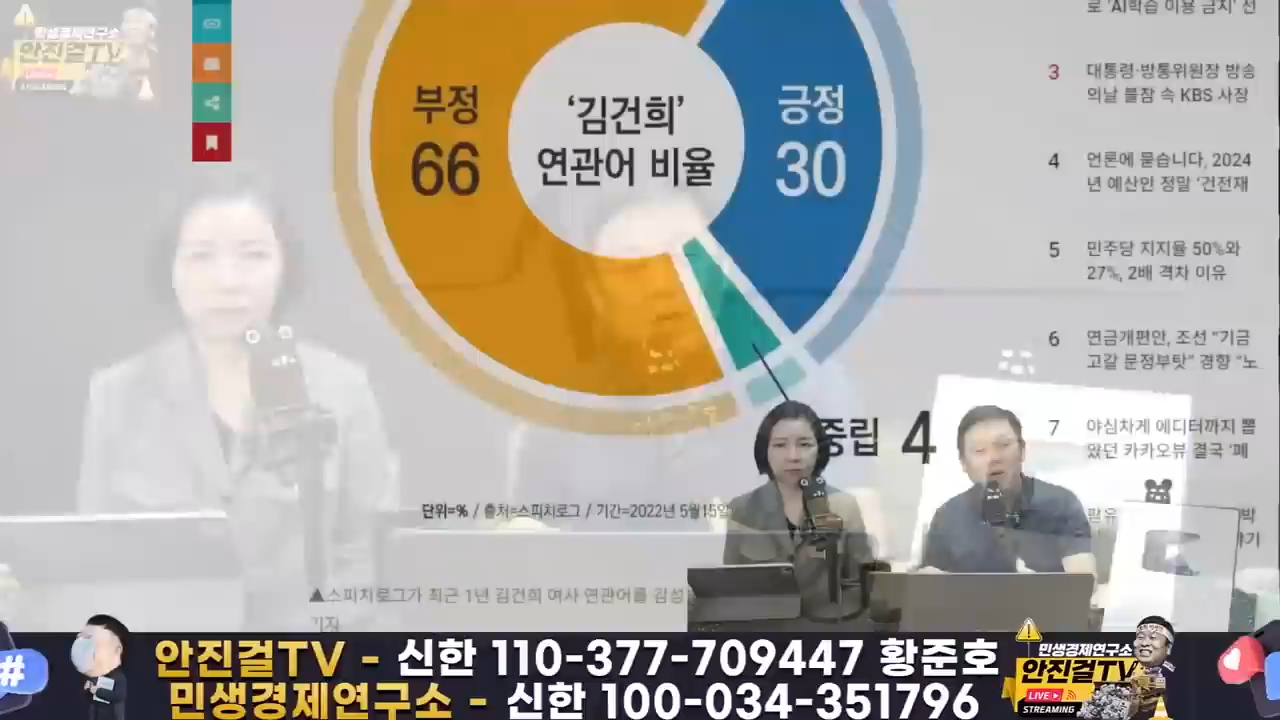 민생경제연구소
안진걸TV
STREAMING
부정
66
'김건희'
연관어 비율
긍정
30
중립 4
단위=% / 출처=스피치로그 / 기간=2022년 5월15일
▲스피치로그가 최근 1년 김건희 여사 연관어를 감성
기자
로 'AI학습 이용 금지' 선
3 대통령·방통위원장 방송
의날 불참 속 KBS 사장
4 언론에 묻습니다, 2024
년 예산안 정말 '건전재
5 민주당 지지율 50%와
27%, 2배 격차 이유
6 연금개편안, 조선 "기금
고갈 문정부탓" 경향 "노
7 야심차게 에디터까지 뽑
았던 카카오뷰 결국 '폐
#
안진걸TV - 신한 110-377-709447 황준호
민생경제연구소 - 신한 100-034-351796
민생경제연구소
안진걸TV
LIVE
STREAMING